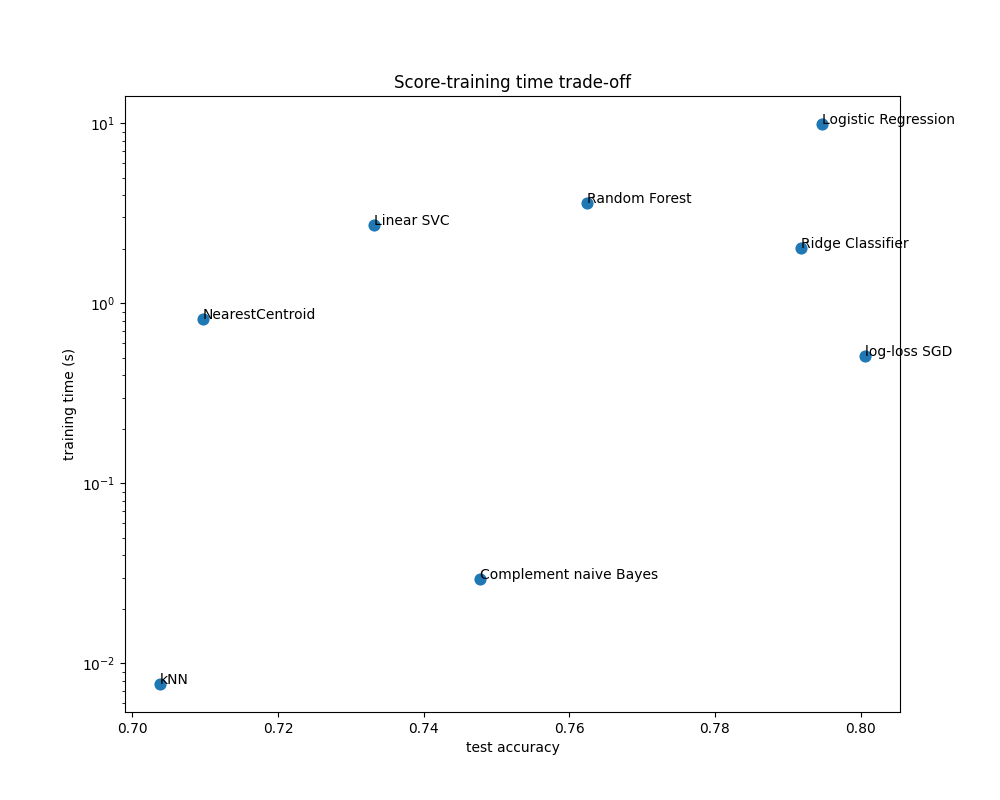 Score-training time trade-off
10¹
Logistic Regression
Random Forest
Linear SVC
Ridge Classifier
10⁰
NearestCentroid
log-loss SGD
training time (s)
10⁻¹
Complement naive Bayes
10⁻²
kNN
0.70 0.72 0.74 0.76 0.78 0.80
test accuracy